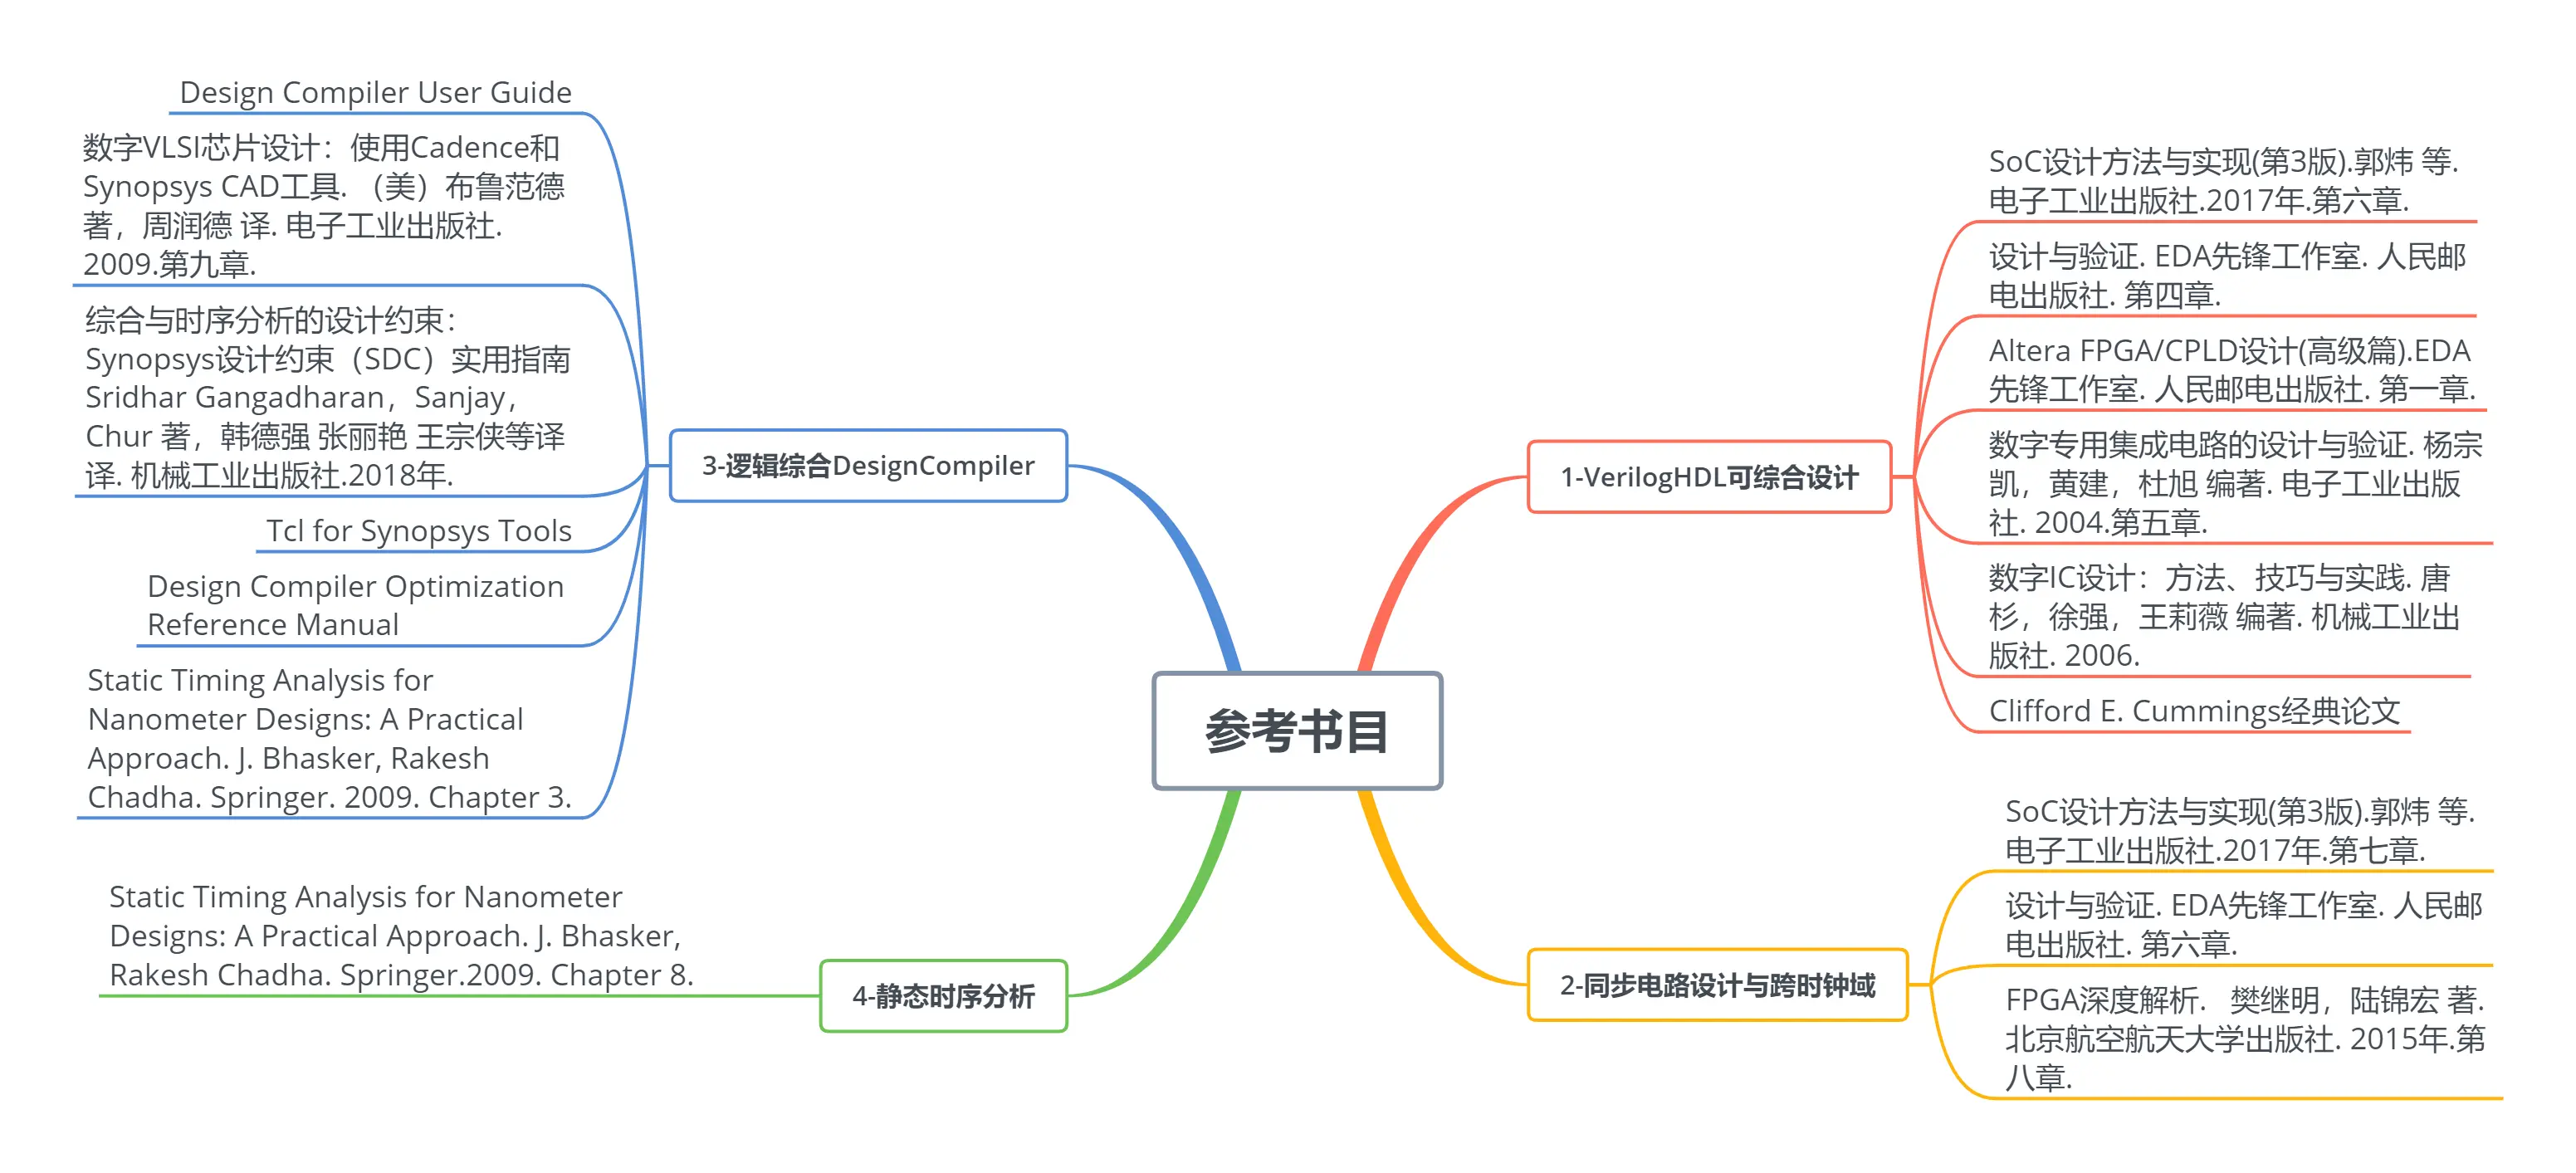 参考书目
1-VerilogHDL可综合设计
SoC设计方法与实现(第3版).郭炜 等.
电子工业出版社.2017年.第六章.
设计与验证. EDA先锋工作室. 人民邮
电出版社. 第四章.
Altera FPGA/CPLD设计(高级篇).EDA
先锋工作室. 人民邮电出版社. 第一章.
数字专用集成电路的设计与验证. 杨宗
凯，黄建，杜旭 编著. 电子工业出版
社. 2004.第五章.
数字IC设计：方法、技巧与实践. 唐
杉，徐强，王莉薇 编著. 机械工业出
版社. 2006.
Clifford E. Cummings经典论文
2-同步电路设计与跨时钟域
SoC设计方法与实现(第3版).郭炜 等.
电子工业出版社.2017年.第七章.
设计与验证. EDA先锋工作室. 人民邮
电出版社. 第六章.
FPGA深度解析. 樊继明，陆锦宏 著.
北京航空航天大学出版社. 2015年.第
八章.
3-逻辑综合DesignCompiler
Design Compiler User Guide
数字VLSI芯片设计：使用Cadence和
Synopsys CAD工具. （美）布鲁范德
著，周润德 译. 电子工业出版社.
2009.第九章.
综合与时序分析的设计约束：
Synopsys设计约束（SDC）实用指南
Sridhar Gangadharan，Sanjay，
Chur 著，韩德强 张丽艳 王宗侠等译
译. 机械工业出版社.2018年.
Tcl for Synopsys Tools
Design Compiler Optimization
Reference Manual
Static Timing Analysis for
Nanometer Designs: A Practical
Approach. J. Bhasker, Rakesh
Chadha. Springer. 2009. Chapter 3.
4-静态时序分析
Static Timing Analysis for Nanometer
Designs: A Practical Approach. J. Bhasker,
Rakesh Chadha. Springer.2009. Chapter 8.